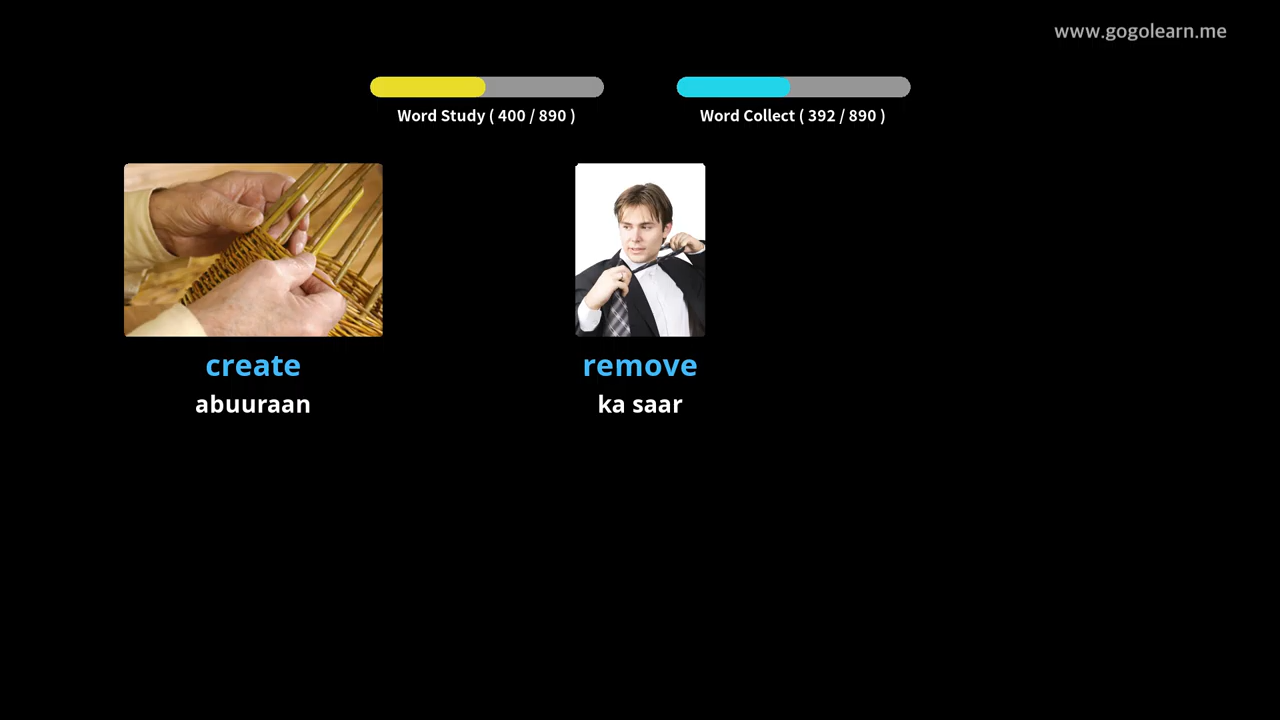 www.gogolearn.me
Word Study ( 400 / 890 )
Word Collect ( 392 / 890 )
create
abuuraan
remove
ka saar